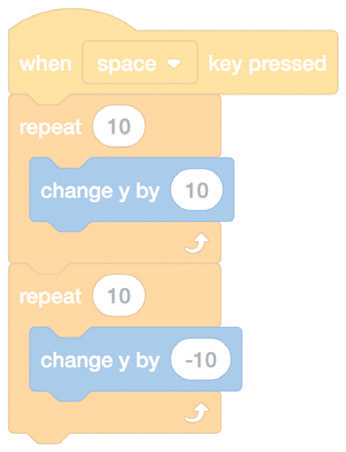 when space key pressed
repeat 10
change y by 10
repeat 10
change y by -10